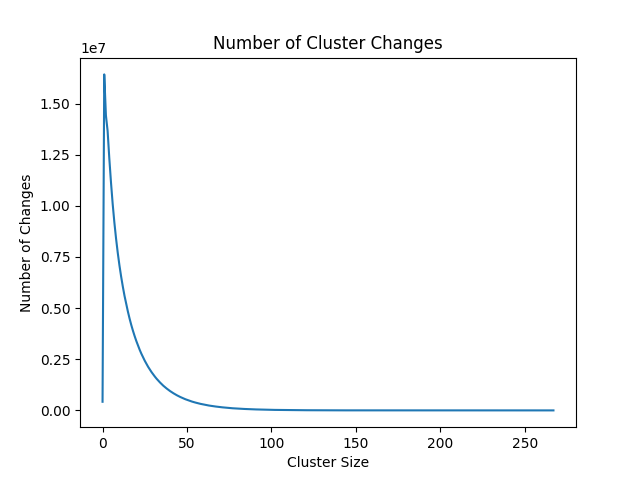 Number of Cluster Changes
1e7
Number of Changes
1.50
1.25
1.00
0.75
0.50
0.25
0.00
0 50 100 150 200 250
Cluster Size